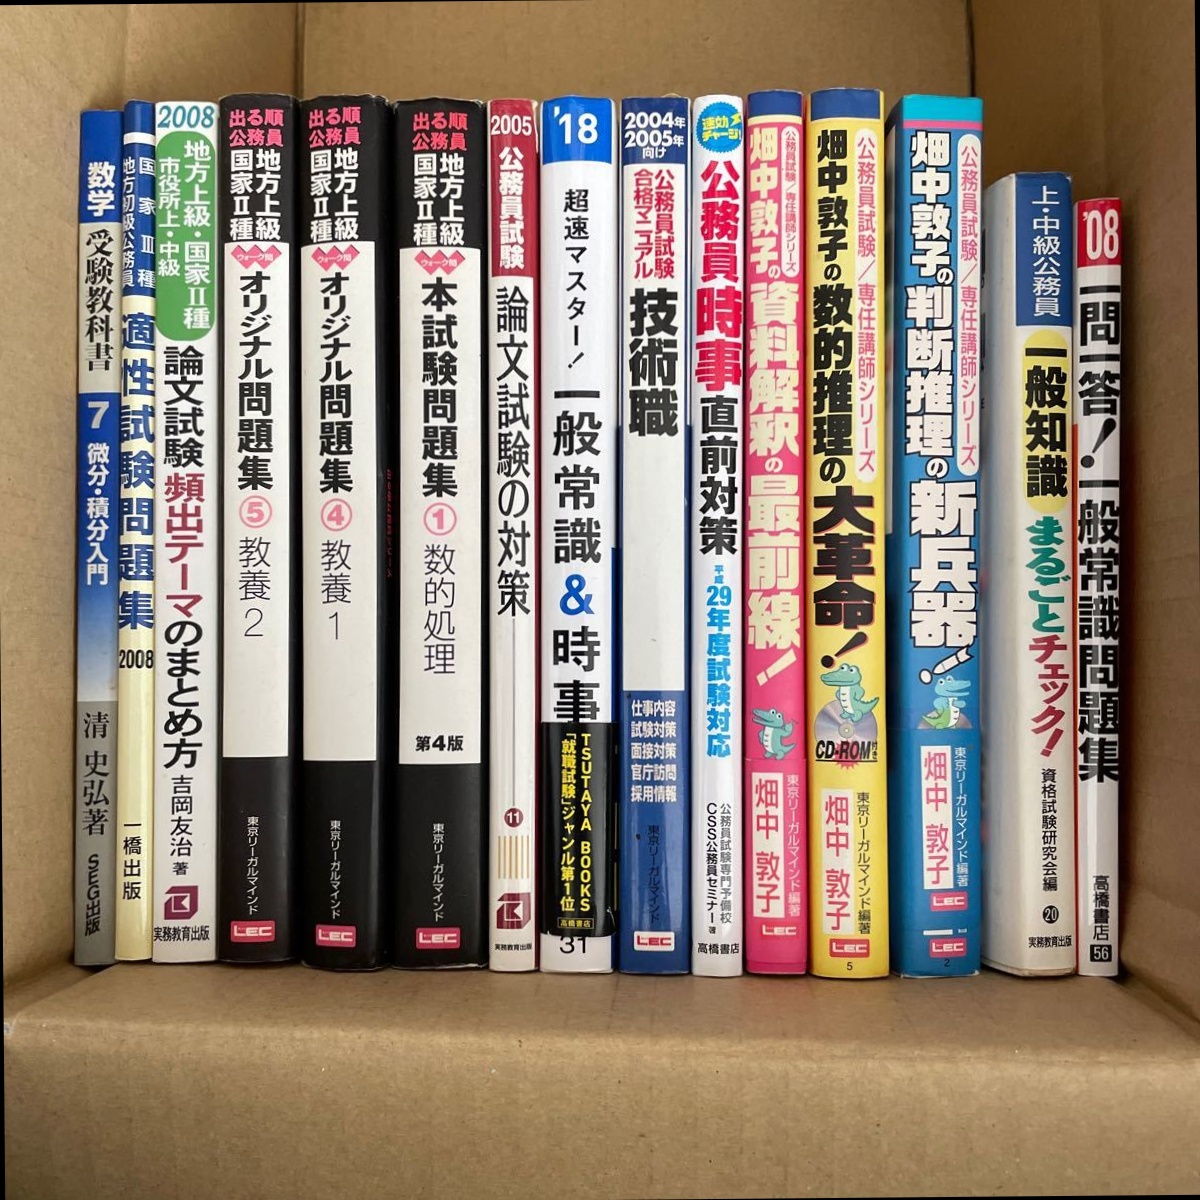 数学 受験教科書 7 微分・積分入門 清 史弘著 SEG出版
国家III種
地方初級公務員
適性試験問題集 2008 一橋出版
2008
地方上級・国家II種
市役所上・中級
論文試験 頻出テーマのまとめ方 吉岡友治 著 実務教育出版
出る順
公務員
地方上級
国家II種
ウォーク問
オリジナル問題集 ⑤ 教養2
東京リーガルマインド
LEC
出る順
公務員
地方上級
国家II種
ウォーク問
オリジナル問題集 ④ 教養1
東京リーガルマインド
LEC
出る順
公務員
地方上級
国家II種
ウォーク問
本試験問題集 ① 数的処理
第4版
東京リーガルマインド
LEC
2005
公務員試験 論文試験の対策
11
実務教育出版
'18
超速マスター! 一般常識&時事
TSUTAYA BOOKS
「就職試験」ジャンル第1位
高橋書店
31
2004年
2005年
向け
公務員試験
合格マニュアル
技術職
仕事内容
試験対策
面接対策
官庁訪問
採用情報
東京リーガルマインド
LEC
速効
チャージ!
公務員時事直前対策 平成29年度試験対応
公務員試験専門予備校
CSS公務員セミナー 著
高橋書店
公務員試験/専任講師シリーズ
畑中敦子の資料解釈の最前線!
東京リーガルマインド編著
畑中 敦子
LEC
公務員試験/専任講師シリーズ
畑中敦子の数的推理の大革命!
CD-ROM付き
東京リーガルマインド編著
畑中 敦子
LEC
5
公務員試験/専任講師シリーズ
畑中敦子の判断推理の新兵器!
東京リーガルマインド編著
畑中 敦子
LEC
2
上・中級公務員
一般知識 まるごとチェック!
資格試験研究会編
20
実務教育出版
'08
一問一答! 一般常識問題集
高橋書店
56